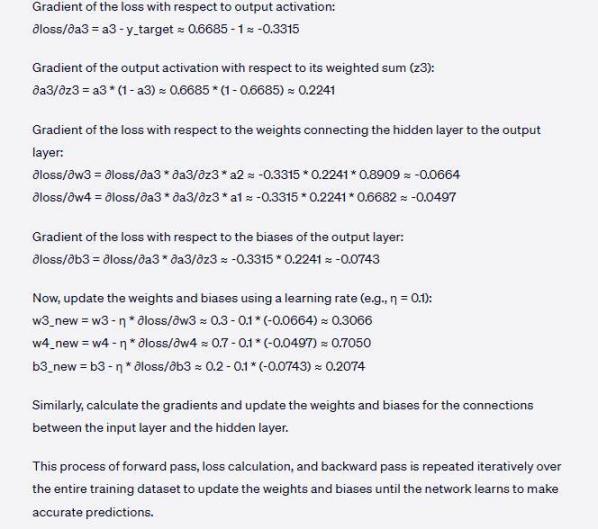 Gradient of the loss with respect to output activation:
∂loss/∂a3 = a3 - y_target ≈ 0.6685 - 1 ≈ -0.3315
Gradient of the output activation with respect to its weighted sum (z3):
∂a3/∂z3 = a3 * (1 - a3) ≈ 0.6685 * (1 - 0.6685) ≈ 0.2241
Gradient of the loss with respect to the weights connecting the hidden layer to the output
layer:
∂loss/∂w3 = ∂loss/∂a3 * ∂a3/∂z3 * a2 ≈ -0.3315 * 0.2241 * 0.8909 ≈ -0.0664
∂loss/∂w4 = ∂loss/∂a3 * ∂a3/∂z3 * a1 ≈ -0.3315 * 0.2241 * 0.6682 ≈ -0.0497
Gradient of the loss with respect to the biases of the output layer:
∂loss/∂b3 = ∂loss/∂a3 * ∂a3/∂z3 ≈ -0.3315 * 0.2241 ≈ -0.0743
Now, update the weights and biases using a learning rate (e.g., η = 0.1):
w3_new = w3 - η * ∂loss/∂w3 ≈ 0.3 - 0.1 * (-0.0664) ≈ 0.3066
w4_new = w4 - η * ∂loss/∂w4 ≈ 0.7 - 0.1 * (-0.0497) ≈ 0.7050
b3_new = b3 - η * ∂loss/∂b3 ≈ 0.2 - 0.1 * (-0.0743) ≈ 0.2074
Similarly, calculate the gradients and update the weights and biases for the connections
between the input layer and the hidden layer.
This process of forward pass, loss calculation, and backward pass is repeated iteratively over
the entire training dataset to update the weights and biases until the network learns to make
accurate predictions.